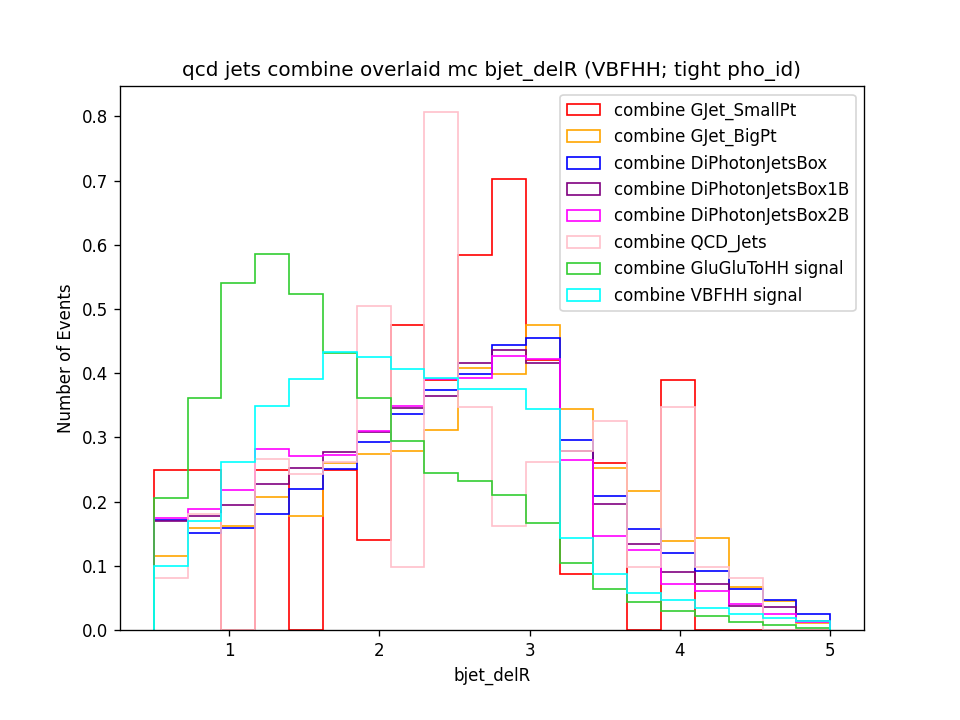 qcd jets combine overlaid mc bjet_delR (VBFHH; tight pho_id)
combine GJet_SmallPt
combine GJet_BigPt
combine DiPhotonJetsBox
combine DiPhotonJetsBox1B
combine DiPhotonJetsBox2B
combine QCD_Jets
combine GluGluToHH signal
combine VBFHH signal
Number of Events
0.8
0.7
0.6
0.5
0.4
0.3
0.2
0.1
0.0
1 2 3 4 5
bjet_delR